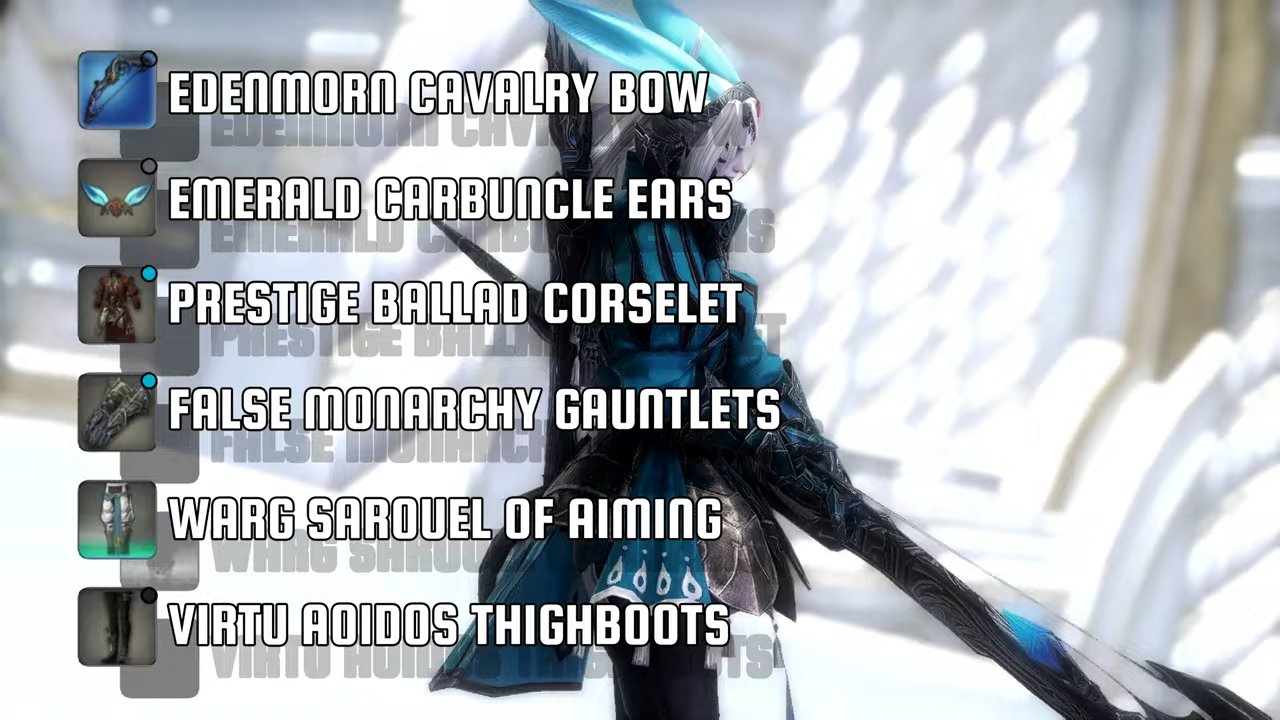 EDENMORN CAVALRY BOW
EMERALD CARBUNCLE EARS
PRESTIGE BALLAD CORSELET
FALSE MONARCHY GAUNTLETS
WARG SAROUEL OF AIMING
VIRTU AOIDOS THIGHBOOTS